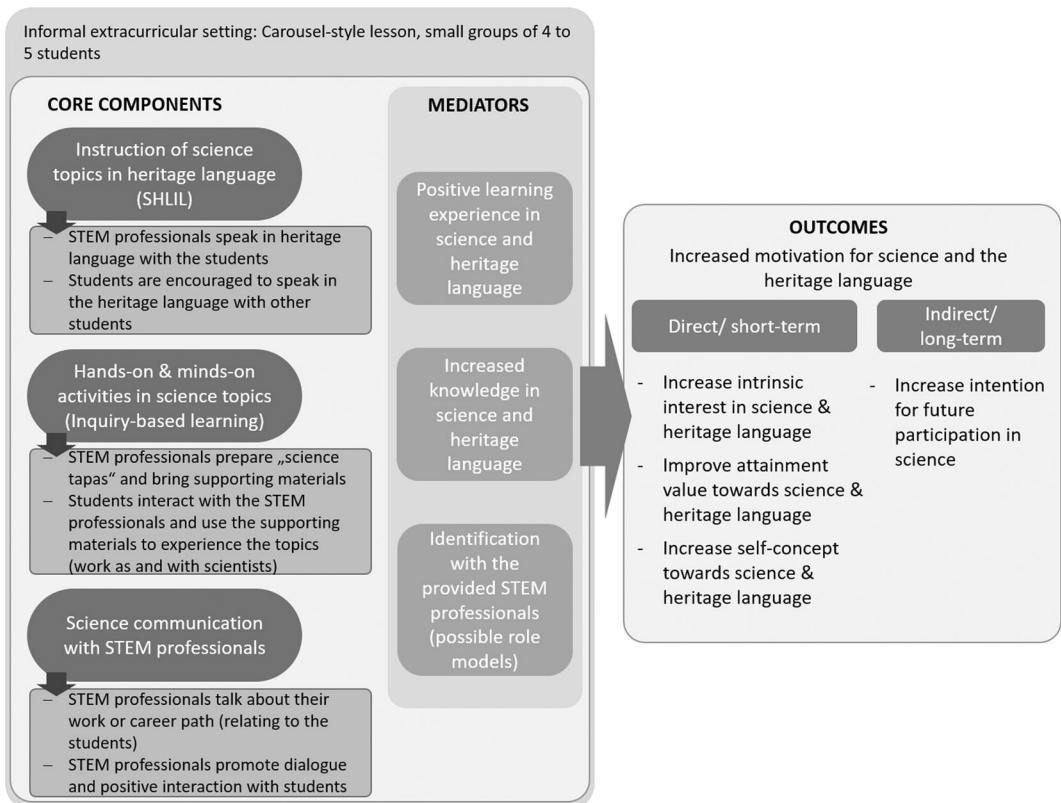 Informal extracurricular setting: Carousel-style lesson, small groups of 4 to
5 students
CORE COMPONENTS
Instruction of science
topics in heritage language
(SHLIL)
– STEM professionals speak in heritage
language with the students
– Students are encouraged to speak in
the heritage language with other
students
Hands-on & minds-on
activities in science topics
(Inquiry-based learning)
– STEM professionals prepare „science
tapas“ and bring supporting materials
– Students interact with the STEM
professionals and use the supporting
materials to experience the topics
(work as and with scientists)
Science communication
with STEM professionals
– STEM professionals talk about their
work or career path (relating to the
students)
– STEM professionals promote dialogue
and positive interaction with students
MEDIATORS
Positive learning
experience in
science and
heritage
language
Increased
knowledge in
science and
heritage
language
Identification
with the
provided STEM
professionals
(possible role
models)
OUTCOMES
Increased motivation for science and the
heritage language
Direct/ short-term
- Increase intrinsic
interest in science &
heritage language
- Improve attainment
value towards science &
heritage language
- Increase self-concept
towards science &
heritage language
Indirect/
long-term
- Increase intention
for future
participation in
science